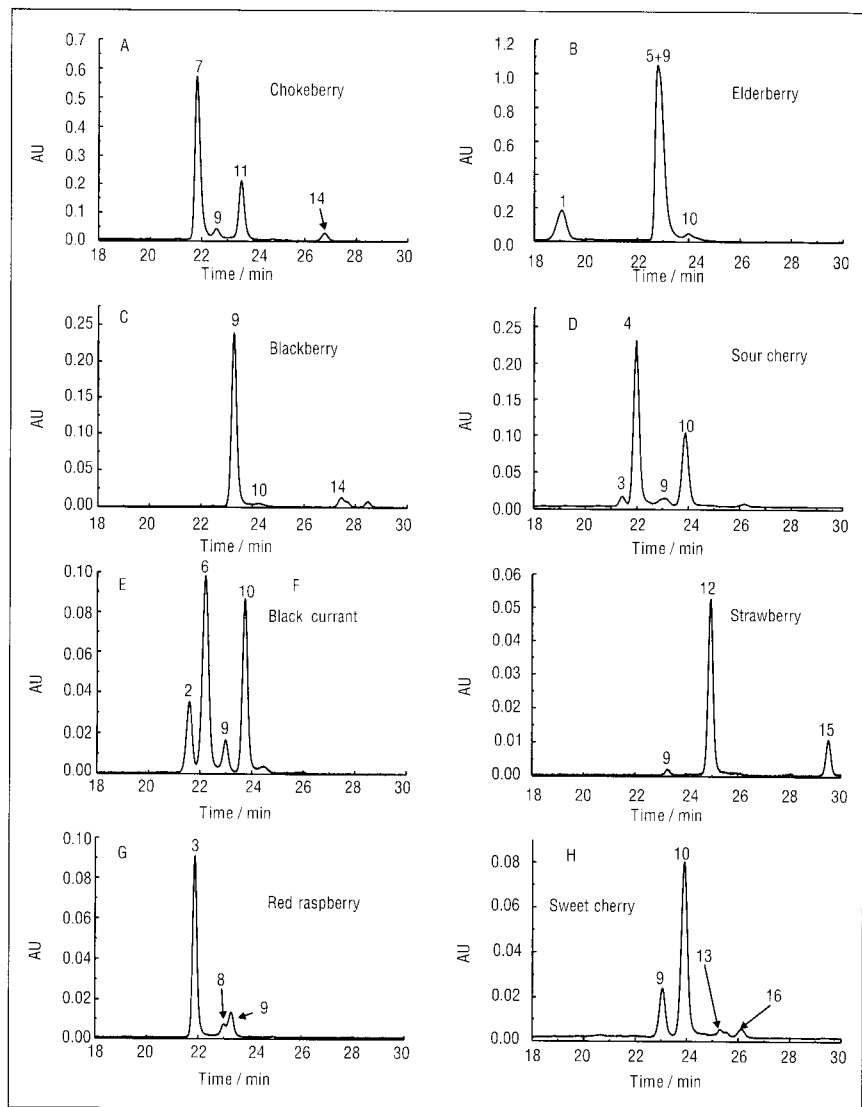 A
Chokeberry
AU
0.7
0.6
0.5
0.4
0.3
0.2
0.1
0.0
7
9
11
14
18 20 22 24 26 28 30
Time / min
B
Elderberry
AU
1.2
1.0
0.8
0.6
0.4
0.2
0.0
1
5+9
10
18 20 22 24 26 28 30
Time / min
C
Blackberry
AU
0.25
0.20
0.15
0.10
0.05
0.00
9
10
14
18 20 22 24 26 28 30
Time / min
D
Sour cherry
AU
0.25
0.20
0.15
0.10
0.05
0.00
3
4
9
10
18 20 22 24 26 28 30
Time / min
E
Black currant
AU
0.10
0.08
0.06
0.04
0.02
0.00
2
6
9
10
18 20 22 24 26 28 30
Time / min
F
Strawberry
AU
0.06
0.05
0.04
0.03
0.02
0.01
0.00
9
12
15
18 20 22 24 26 28 30
Time / min
G
Red raspberry
AU
0.10
0.08
0.06
0.04
0.02
0.00
3
8
9
18 20 22 24 26 28 30
Time / min
H
Sweet cherry
AU
0.08
0.06
0.04
0.02
0.00
9
10
13
16
18 20 22 24 26 28 30
Time / min